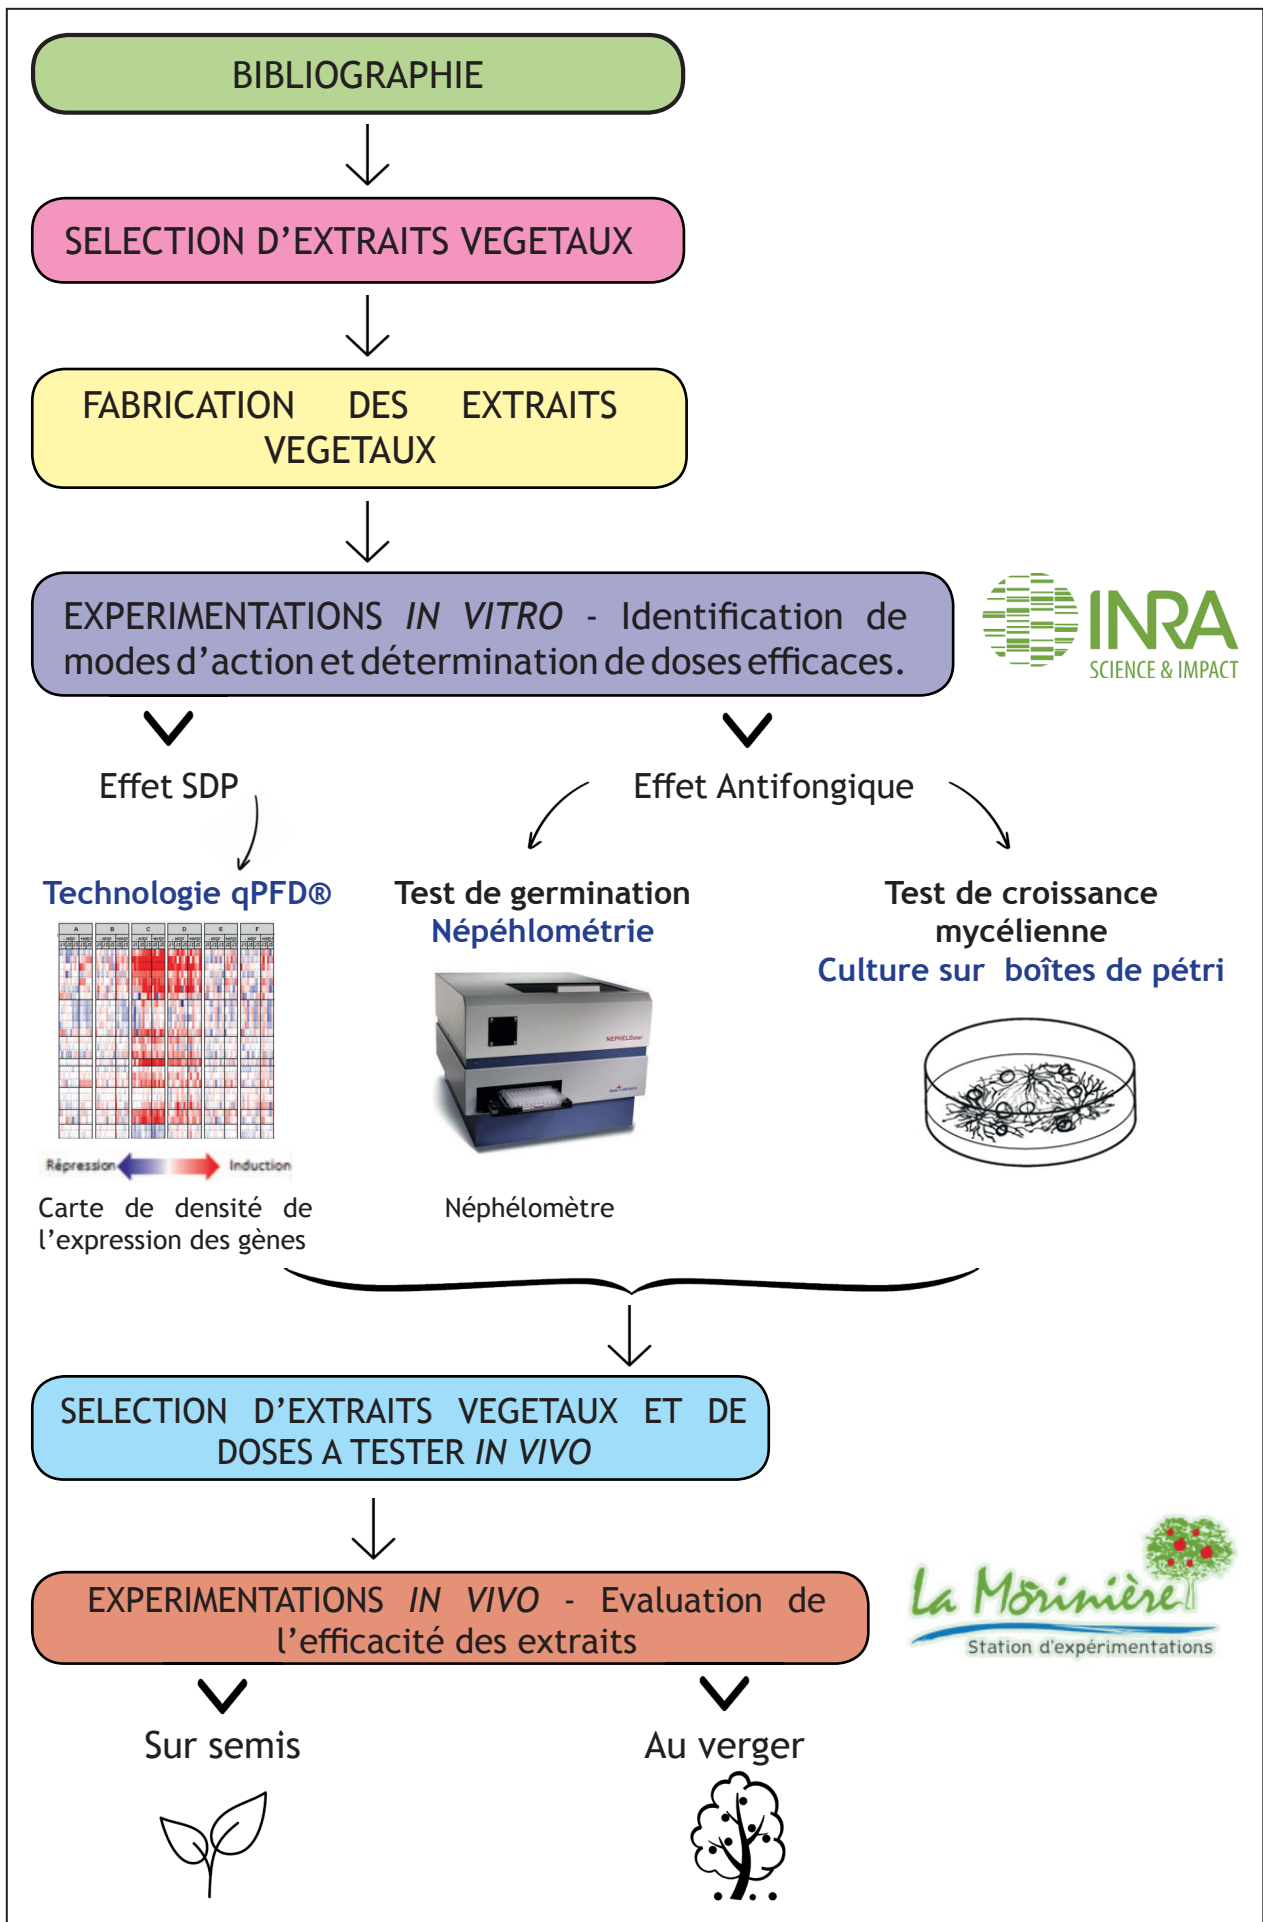 BIBLIOGRAPHIE
SELECTION D'EXTRAITS VEGETAUX
FABRICATION DES EXTRAITS
VEGETAUX
EXPERIMENTATIONS IN VITRO - Identification de
modes d'action et détermination de doses efficaces.
INRA
SCIENCE & IMPACT
Effet SDP
Effet Antifongique
Technologie qPFD®
Test de germination
Népéhlométrie
Test de croissance
mycélienne
Culture sur boîtes de pétri
A B C D E F
NEPHELOstar
Répression
Induction
Carte de densité de
l'expression des gènes
Néphélomètre
SELECTION D'EXTRAITS VEGETAUX ET DE
DOSES A TESTER IN VIVO
EXPERIMENTATIONS IN VIVO - Evaluation de
l'efficacité des extraits
La Morinière
Station d'expérimentations
Sur semis
Au verger